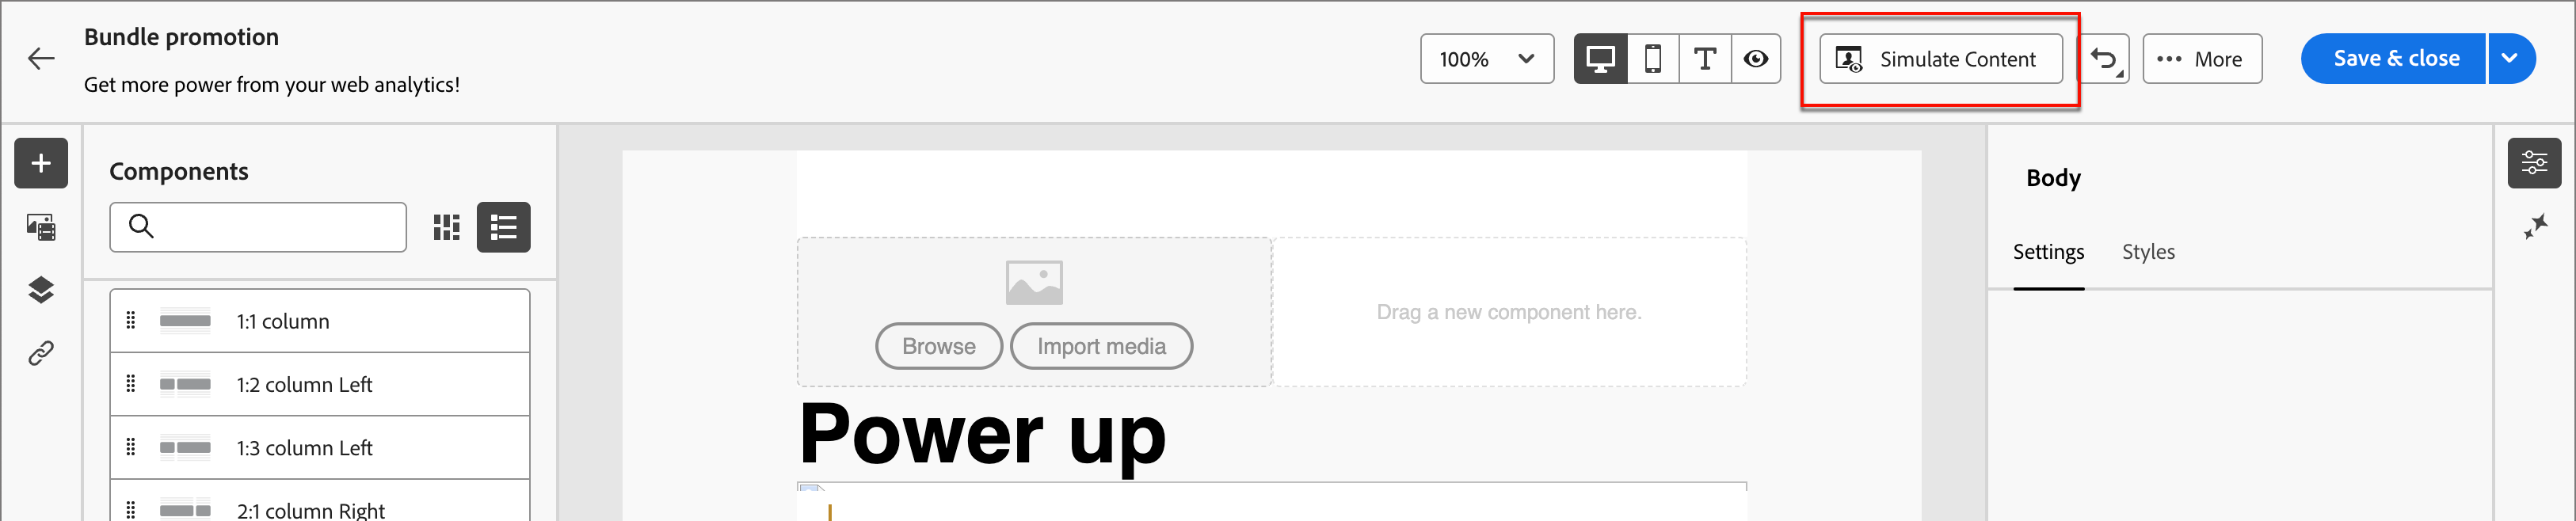 Bundle promotion
Get more power from your web analytics!
100%
Simulate Content
More
Save & close
Components
1:1 column
1:2 column Left
1:3 column Left
2:1 column Right
Browse
Import media
Drag a new component here.
Power up
Body
Settings
Styles